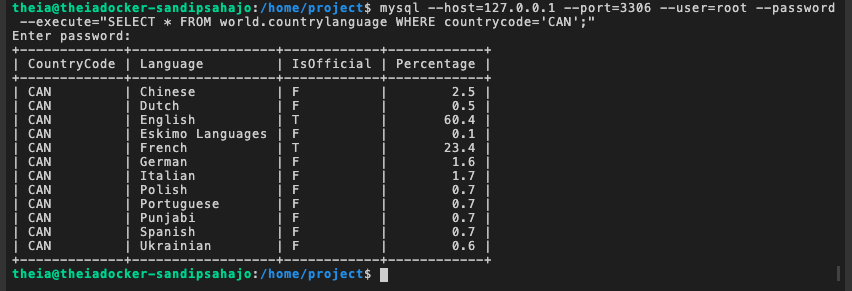 theia@theiadocker-sandipsahajo:/home/project$ mysql --host=127.0.0.1 --port=3306 --user=root --password
 --execute="SELECT * FROM world.countrylanguage WHERE countrycode='CAN';"
Enter password:
+-------------+------------------+------------+------------+
| CountryCode | Language         | IsOfficial | Percentage |
+-------------+------------------+------------+------------+
| CAN         | Chinese          | F          |        2.5 |
| CAN         | Dutch            | F          |        0.5 |
| CAN         | English          | T          |       60.4 |
| CAN         | Eskimo Languages | F          |        0.1 |
| CAN         | French           | T          |       23.4 |
| CAN         | German           | F          |        1.6 |
| CAN         | Italian          | F          |        1.7 |
| CAN         | Polish           | F          |        0.7 |
| CAN         | Portuguese       | F          |        0.7 |
| CAN         | Punjabi          | F          |        0.7 |
| CAN         | Spanish          | F          |        0.7 |
| CAN         | Ukrainian        | F          |        0.6 |
+-------------+------------------+------------+------------+
theia@theiadocker-sandipsahajo:/home/project$